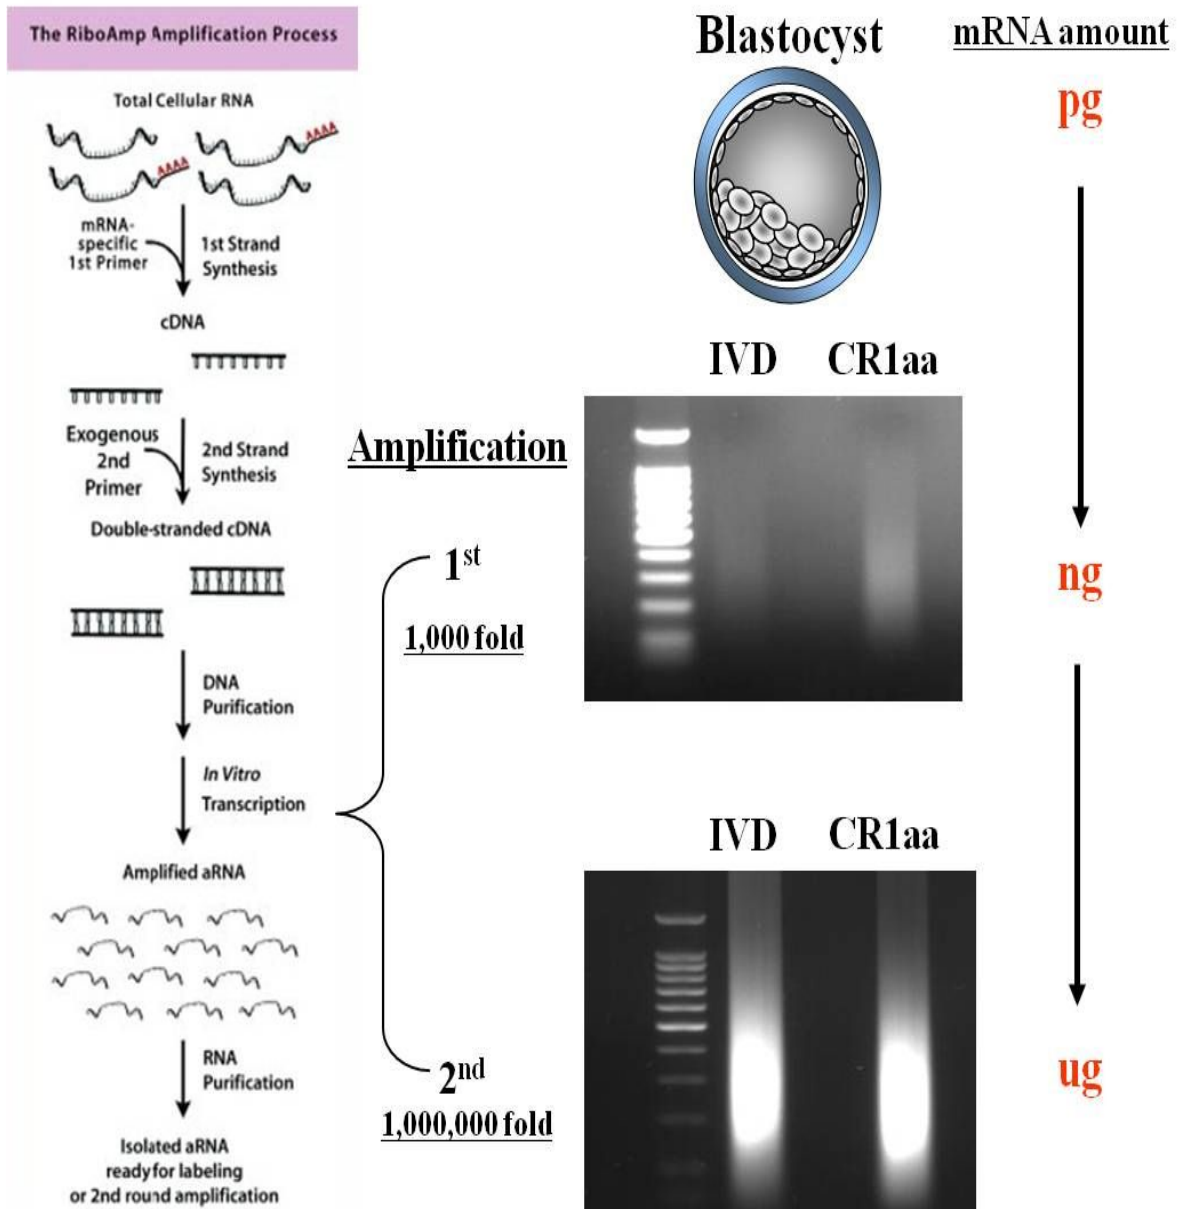 The RiboAmp Amplification Process
Total Cellular RNA
AAAA
AAAA
mRNA-
specific
1st Primer
1st Strand
Synthesis
cDNA
Exogenous
2nd
Primer
2nd Strand
Synthesis
Double-stranded cDNA
DNA
Purification
In Vitro
Transcription
Amplified aRNA
RNA
Purification
Isolated aRNA
ready for labeling
or 2nd round amplification
Amplification
1st
1,000 fold
2nd
1,000,000 fold
Blastocyst
IVD CR1aa
IVD CR1aa
mRNA amount
pg
ng
ug